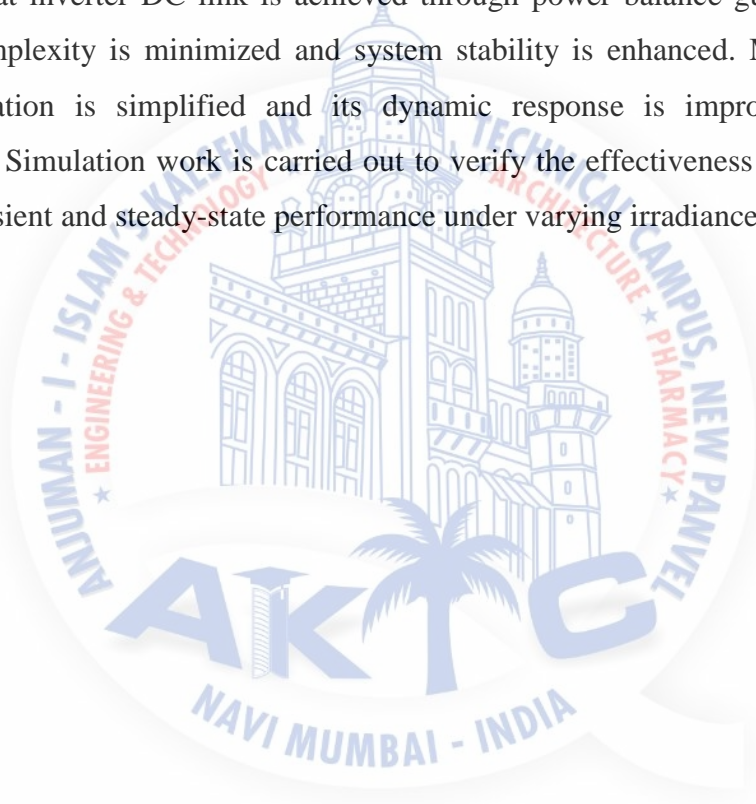 at inverter DC link is achieved through power balance
mplexity is minimized and system stability is enhanced.
ation is simplified and its dynamic response is impro
Simulation work is carried out to verify the effectiveness
sient and steady-state performance under varying irradiance
ANJUMAN - I - ISLAM'S KALSEKAR TECHNICAL CAMPUS, NEW PANVEL
★ ENGINEERING & TECHNOLOGY ARCHITECTURE ★ PHARMACY ★
AKTC
NAVI MUMBAI - INDIA